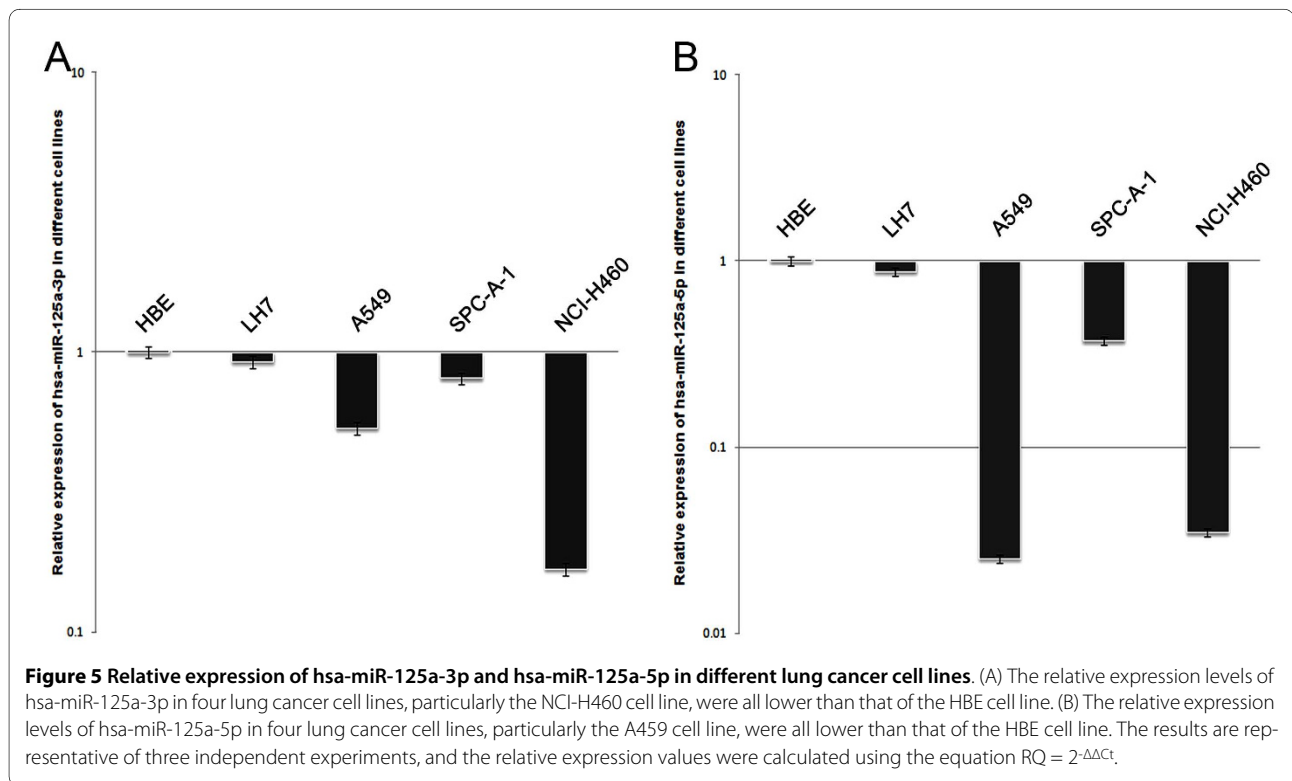 A
B
Relative expression of hsa-miR-125a-3p in different cell lines
10
1
0.1
HBE
LH7
A549
SPC-A-1
NCI-H460
Relative expression of hsa-miR-125a-5p in different cell lines
10
1
0.1
0.01
HBE
LH7
A549
SPC-A-1
NCI-H460
Figure 5 Relative expression of hsa-miR-125a-3p and hsa-miR-125a-5p in different lung cancer cell lines. (A) The relative expression levels of
hsa-miR-125a-3p in four lung cancer cell lines, particularly the NCI-H460 cell line, were all lower than that of the HBE cell line. (B) The relative expression
levels of hsa-miR-125a-5p in four lung cancer cell lines, particularly the A459 cell line, were all lower than that of the HBE cell line. The results are rep-
resentative of three independent experiments, and the relative expression values were calculated using the equation RQ = 2-ΔΔCt.